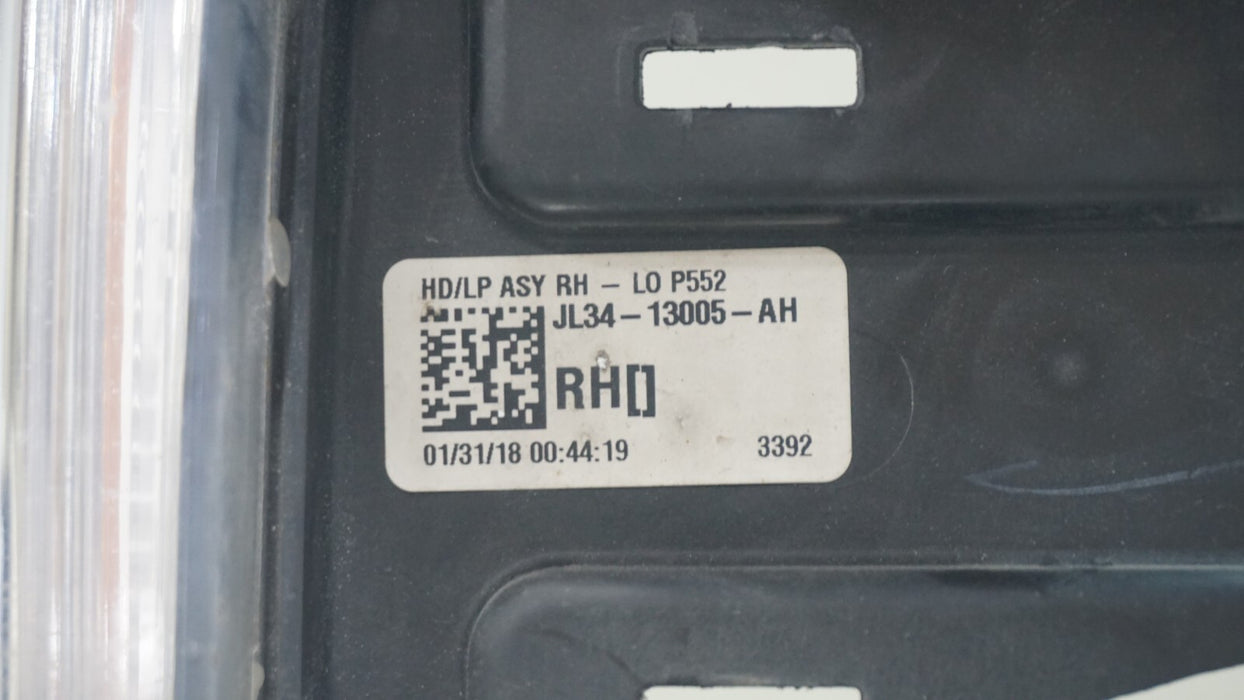 HD/LP ASY RH – LO P552
JL34–13005–AH
RH[]
01/31/18 00:44:19 3392